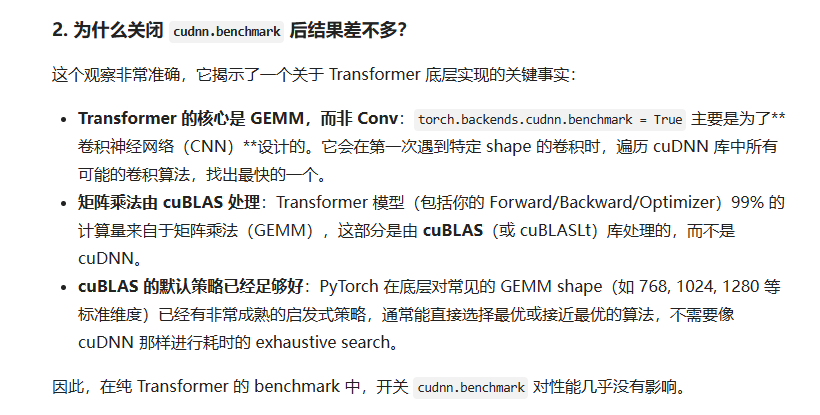 2. 为什么关闭 cudnn.benchmark 后结果差不多？
这个观察非常准确，它揭示了一个关于 Transformer 底层实现的关键事实：
• Transformer 的核心是 GEMM，而非 Conv：torch.backends.cudnn.benchmark = True 主要是为了**
卷积神经网络（CNN）**设计的。它会在第一次遇到特定 shape 的卷积时，遍历 cuDNN 库中所有
可能的卷积算法，找出最快的一个。
• 矩阵乘法由 cuBLAS 处理：Transformer 模型（包括你的 Forward/Backward/Optimizer）99% 的
计算量来自于矩阵乘法（GEMM），这部分是由 cuBLAS（或 cuBLASLt）库处理的，而不是
cuDNN。
• cuBLAS 的默认策略已经足够好：PyTorch 在底层对常见的 GEMM shape（如 768, 1024, 1280 等
标准维度）已经有非常成熟的启发式策略，通常能直接选择最优或接近最优的算法，不需要像
cuDNN 那样进行耗时的 exhaustive search。
因此，在纯 Transformer 的 benchmark 中，开关 cudnn.benchmark 对性能几乎没有影响。